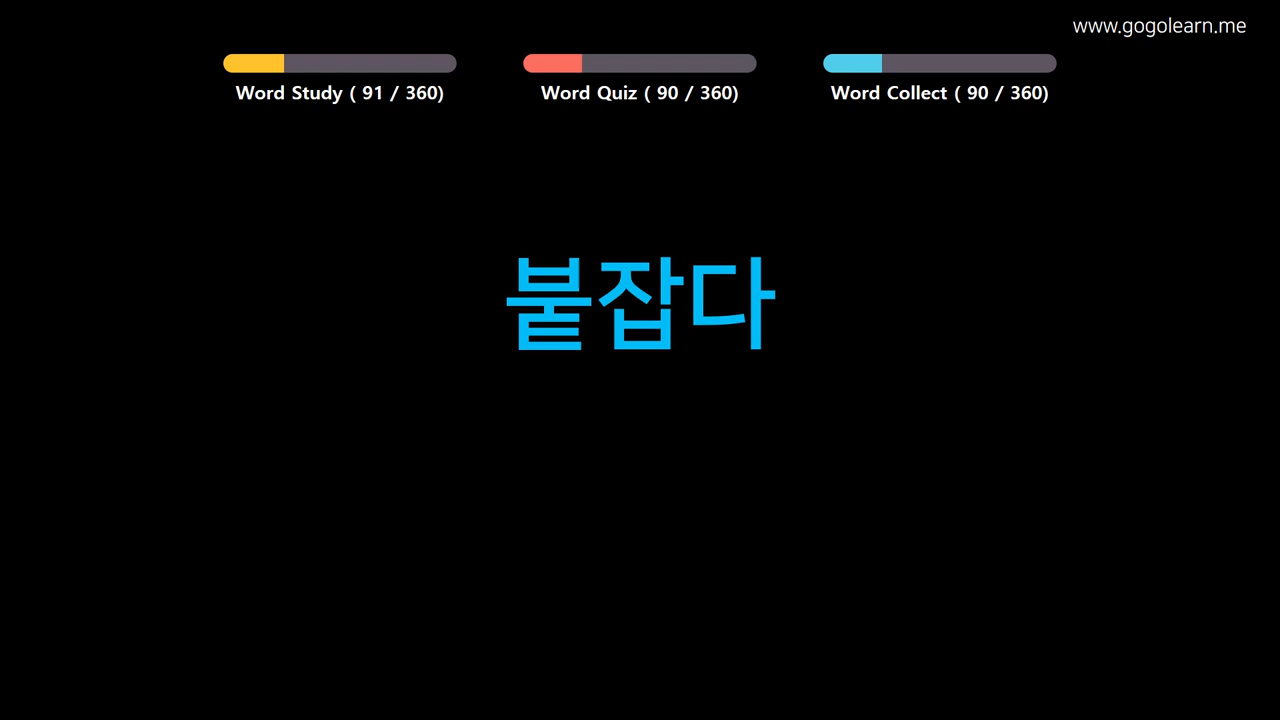 www.gogolearn.me
Word Study ( 91 / 360)
Word Quiz ( 90 / 360)
Word Collect ( 90 / 360)
붙잡다